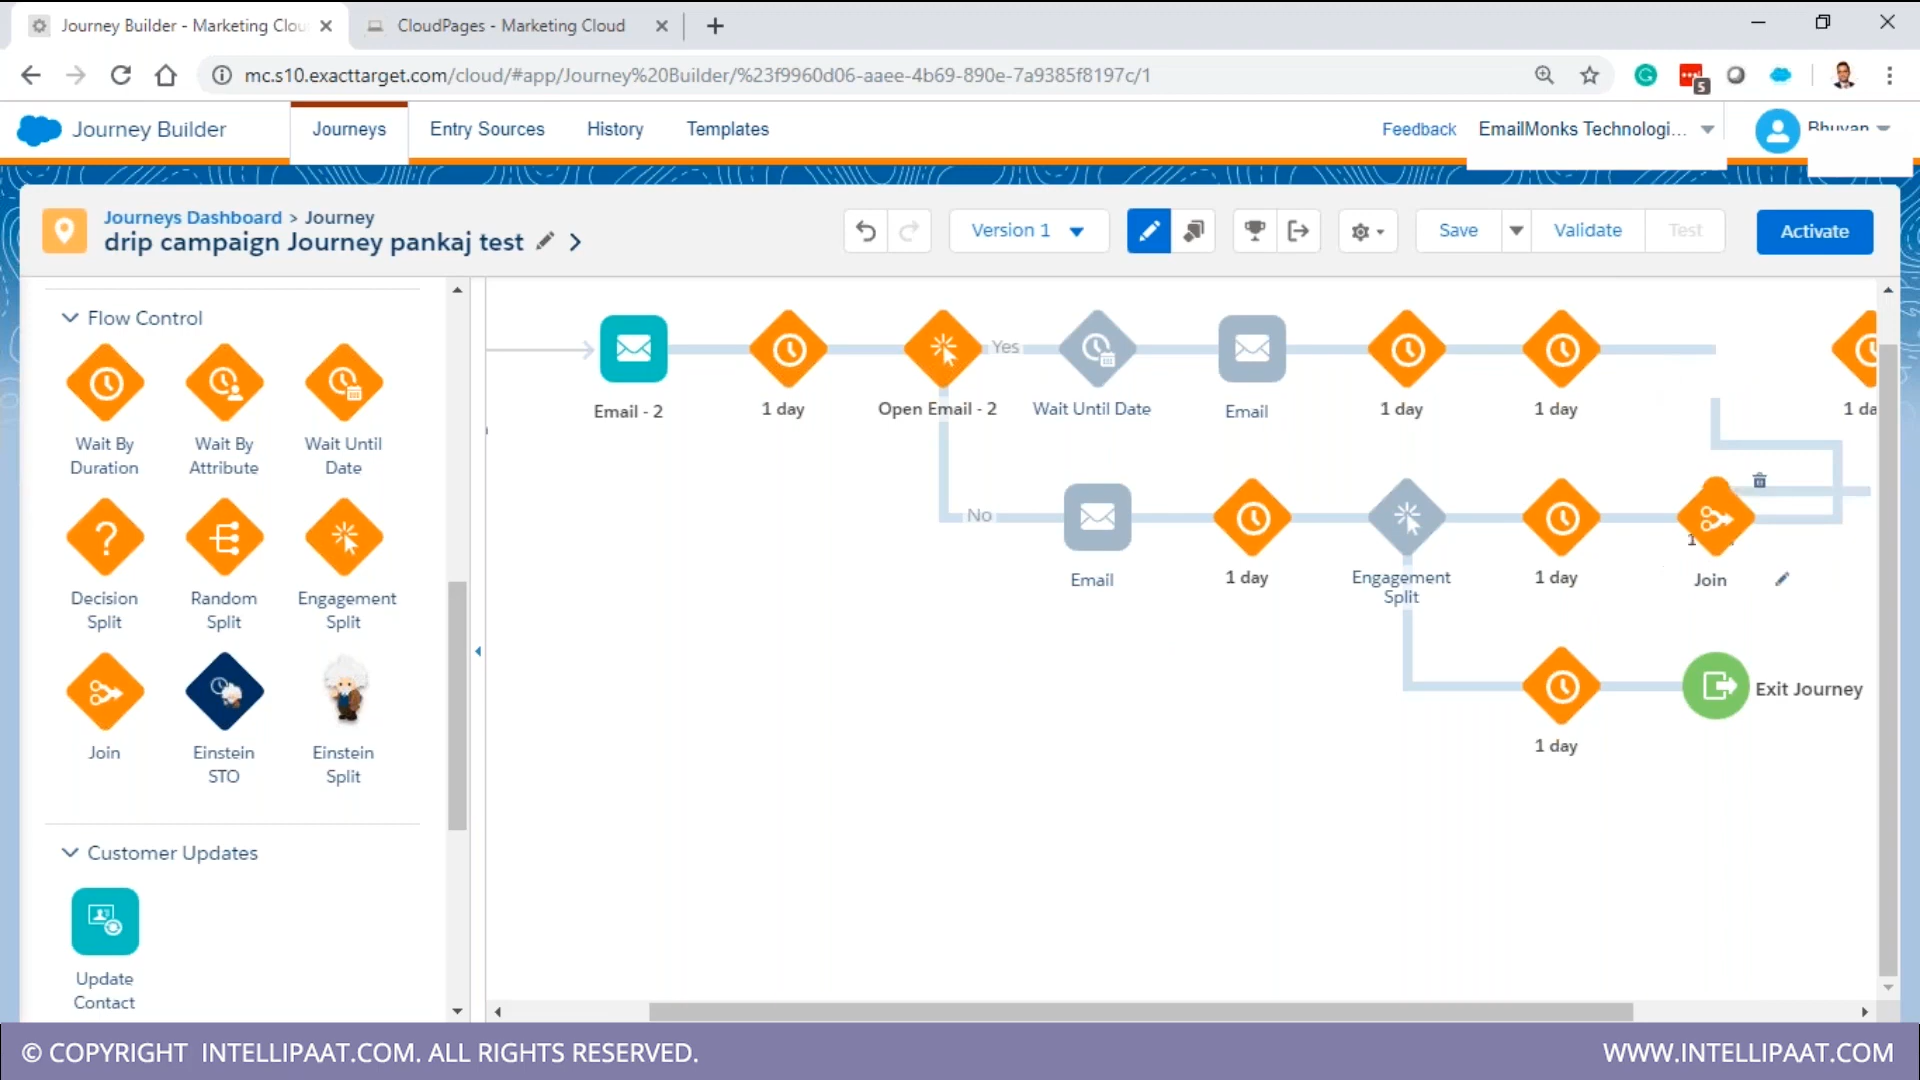 Journey Builder - Marketing Clou
CloudPages - Marketing Cloud
mc.s10.exacttarget.com/cloud/#app/Journey%20Builder/%23f9960d06-aaee-4b69-890e-7a9385f8197c/1
5
Journey Builder
Journeys
Entry Sources
History
Templates
Feedback
EmailMonks Technologi...
Bhuvan
Journeys Dashboard > Journey
drip campaign Journey pankaj test
Version 1
Save
Validate
Test
Activate
Flow Control
Wait By Duration
Wait By Attribute
Wait Until Date
Decision Split
Random Split
Engagement Split
Join
Einstein STO
Einstein Split
Customer Updates
Update Contact
Yes
Email - 2
1 day
Open Email - 2
Wait Until Date
Email
1 day
1 day
1 da
No
Email
1 day
Engagement Split
1 day
1
Join
1 day
Exit Journey
© COPYRIGHT INTELLIPAAT.COM. ALL RIGHTS RESERVED.
WWW.INTELLIPAAT.COM